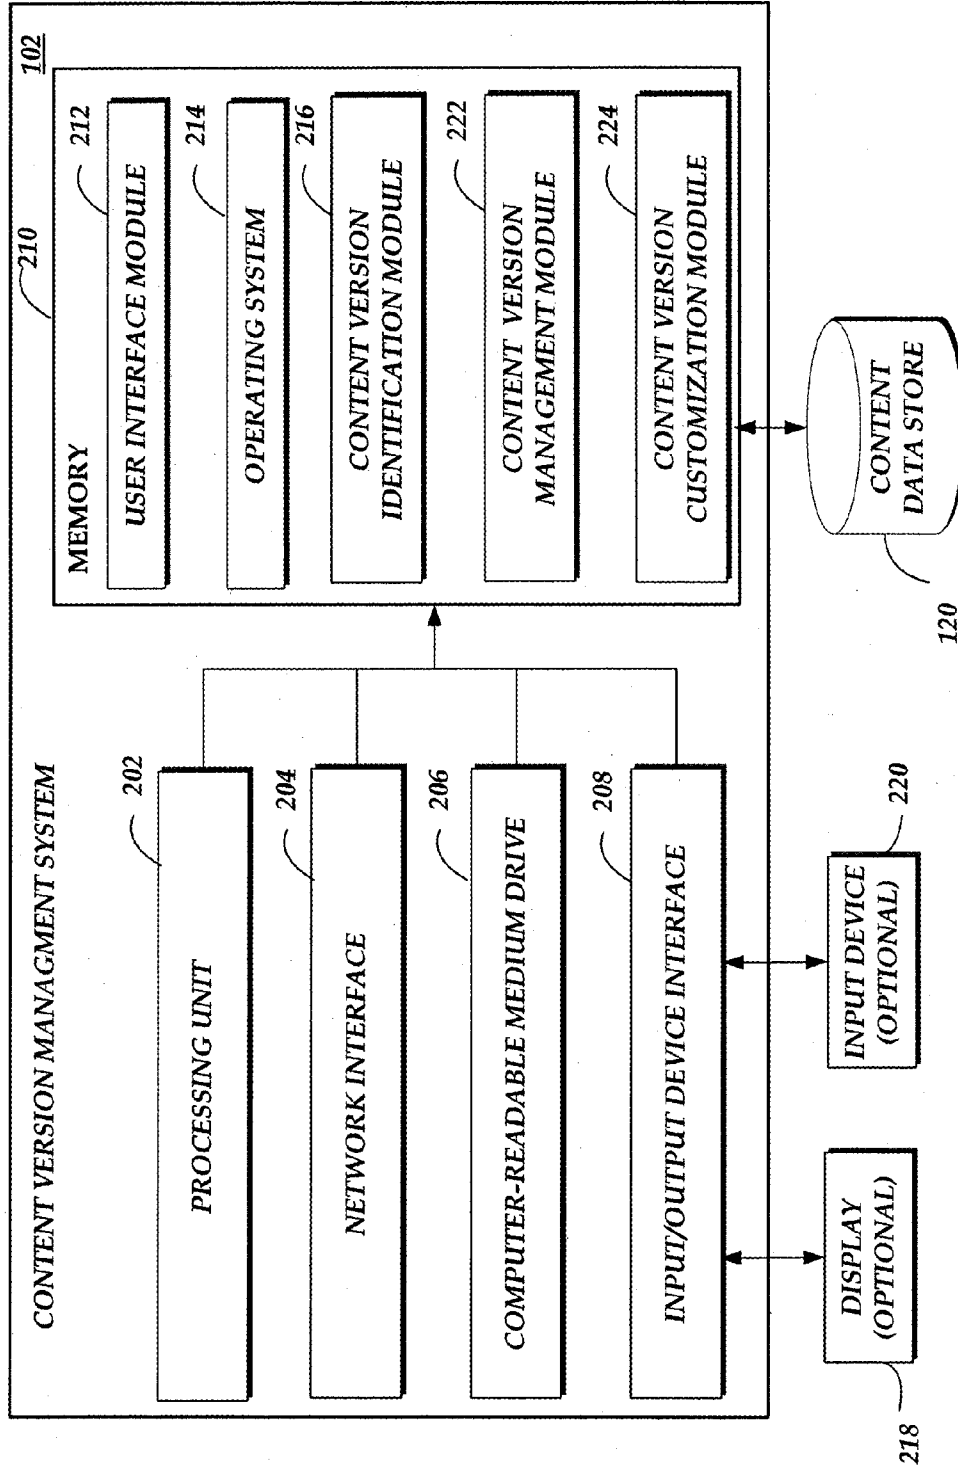 CONTENT VERSION MANAGMENT SYSTEM
102
202
PROCESSING UNIT
204
NETWORK INTERFACE
206
COMPUTER-READABLE MEDIUM DRIVE
208
INPUT/OUTPUT DEVICE INTERFACE
210
MEMORY
212
USER INTERFACE MODULE
214
OPERATING SYSTEM
216
CONTENT VERSION
IDENTIFICATION MODULE
222
CONTENT VERSION
MANAGEMENT MODULE
224
CONTENT VERSION
CUSTOMIZATION MODULE
218
DISPLAY
(OPTIONAL)
220
INPUT DEVICE
(OPTIONAL)
120
CONTENT
DATA STORE